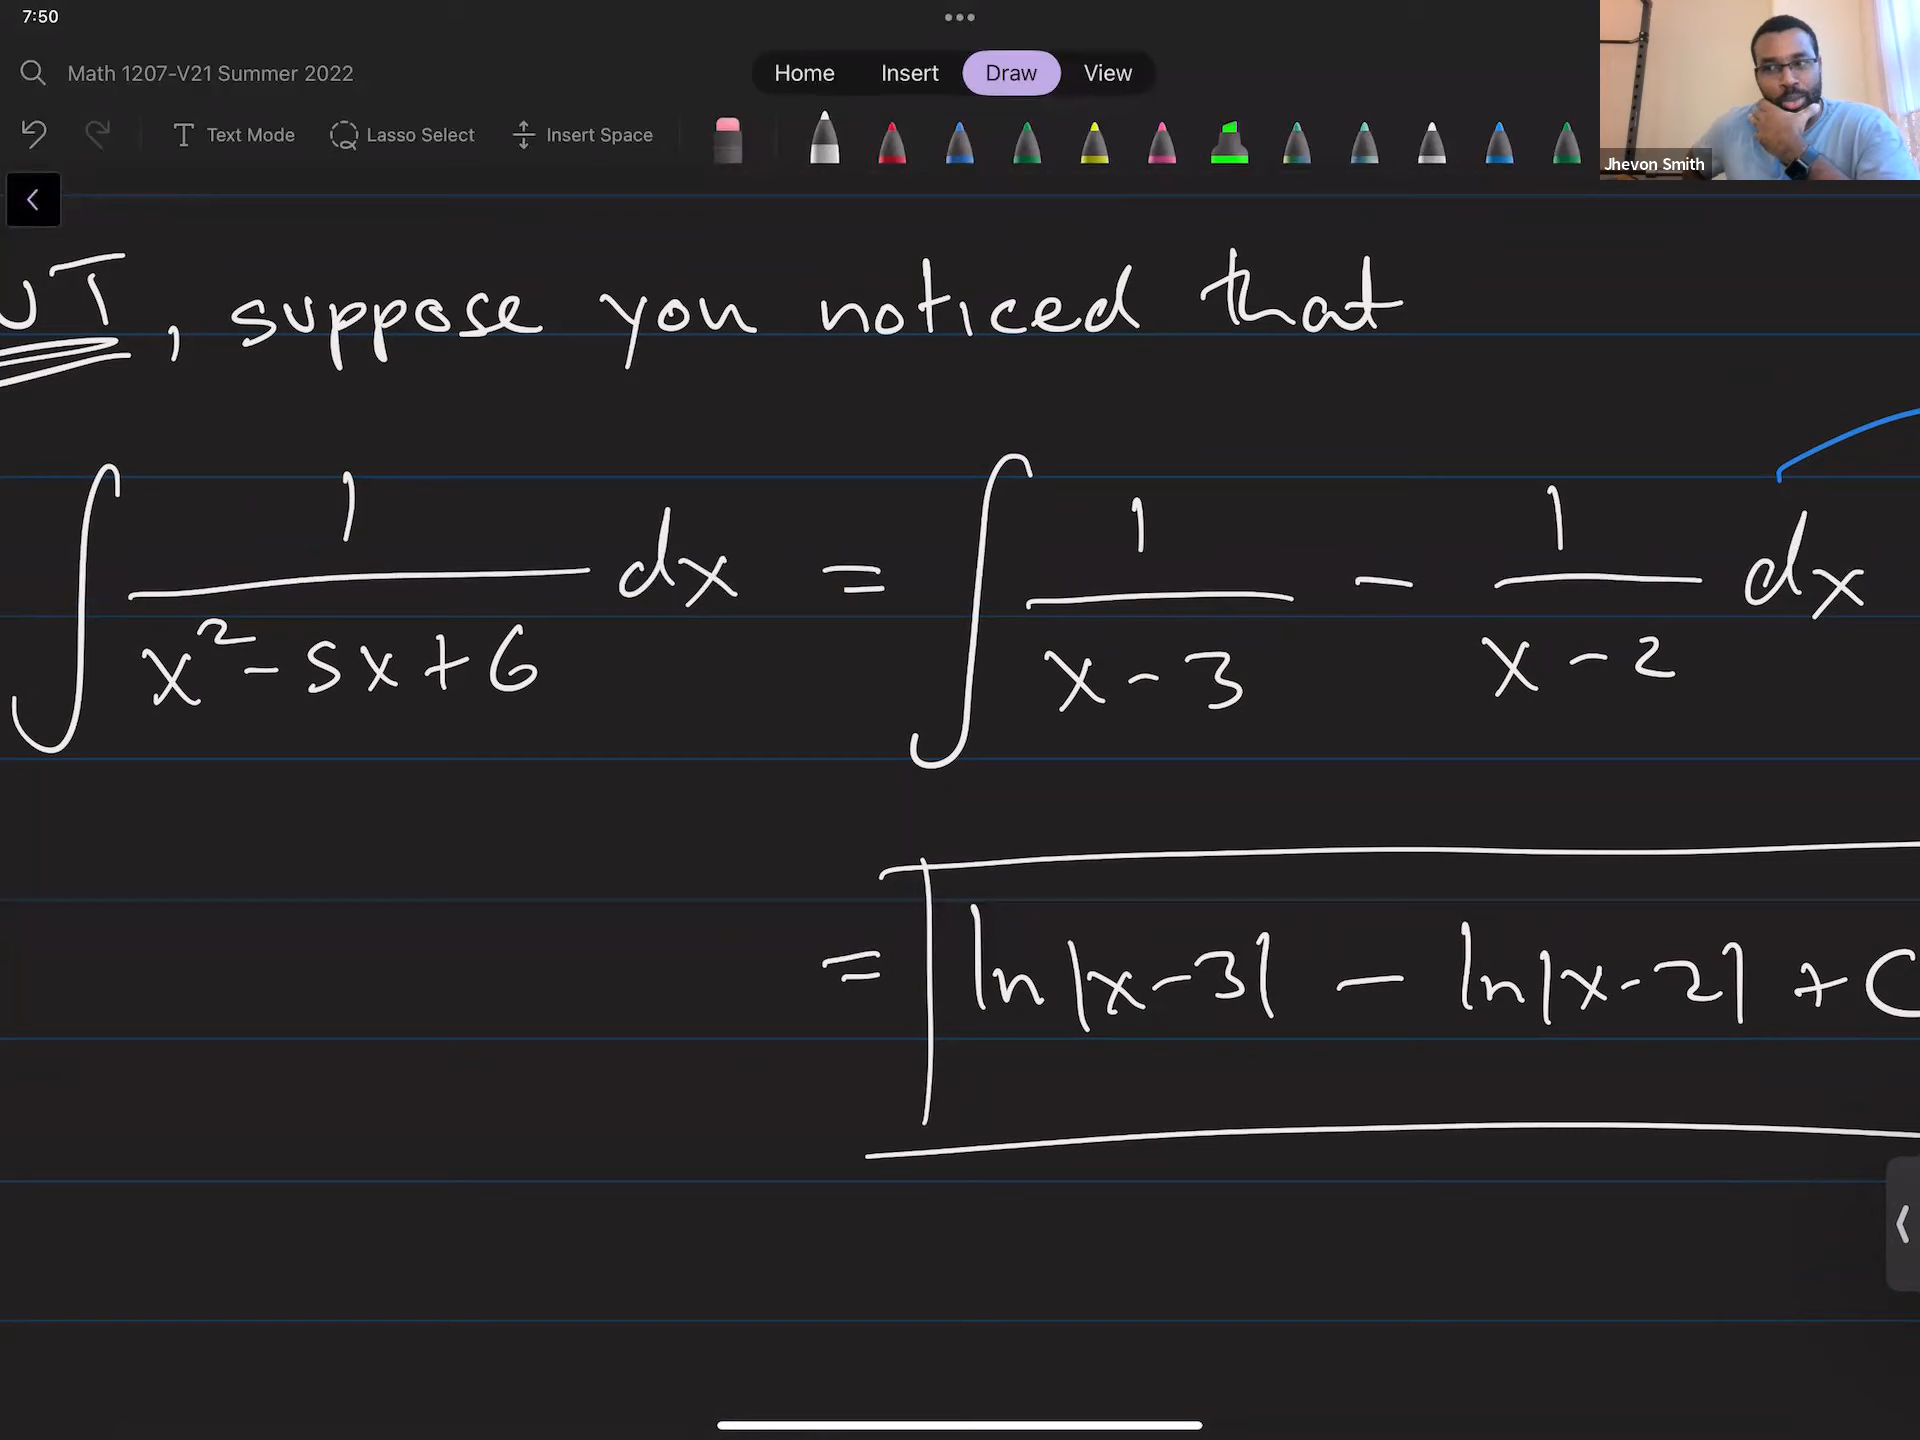 7:50
Math 1207-V21 Summer 2022
Home Insert Draw View
Text Mode Lasso Select Insert Space
Jhevon Smith
UT, suppose you noticed that
∫ 1/(x² - 5x + 6) dx = ∫ 1/(x - 3) - 1/(x - 2) dx
= ln|x-3| - ln|x-2| + C